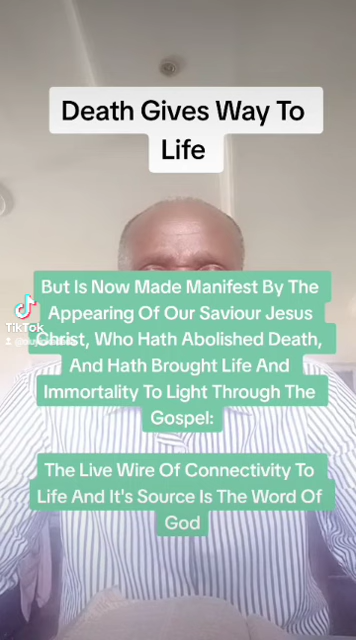 Death Gives Way To
Life
But Is Now Made Manifest By The
Appearing Of Our Saviour Jesus
Christ, Who Hath Abolished Death,
And Hath Brought Life And
Immortality To Light Through The
Gospel:
The Live Wire Of Connectivity To
Life And It's Source Is The Word Of
God
TikTok